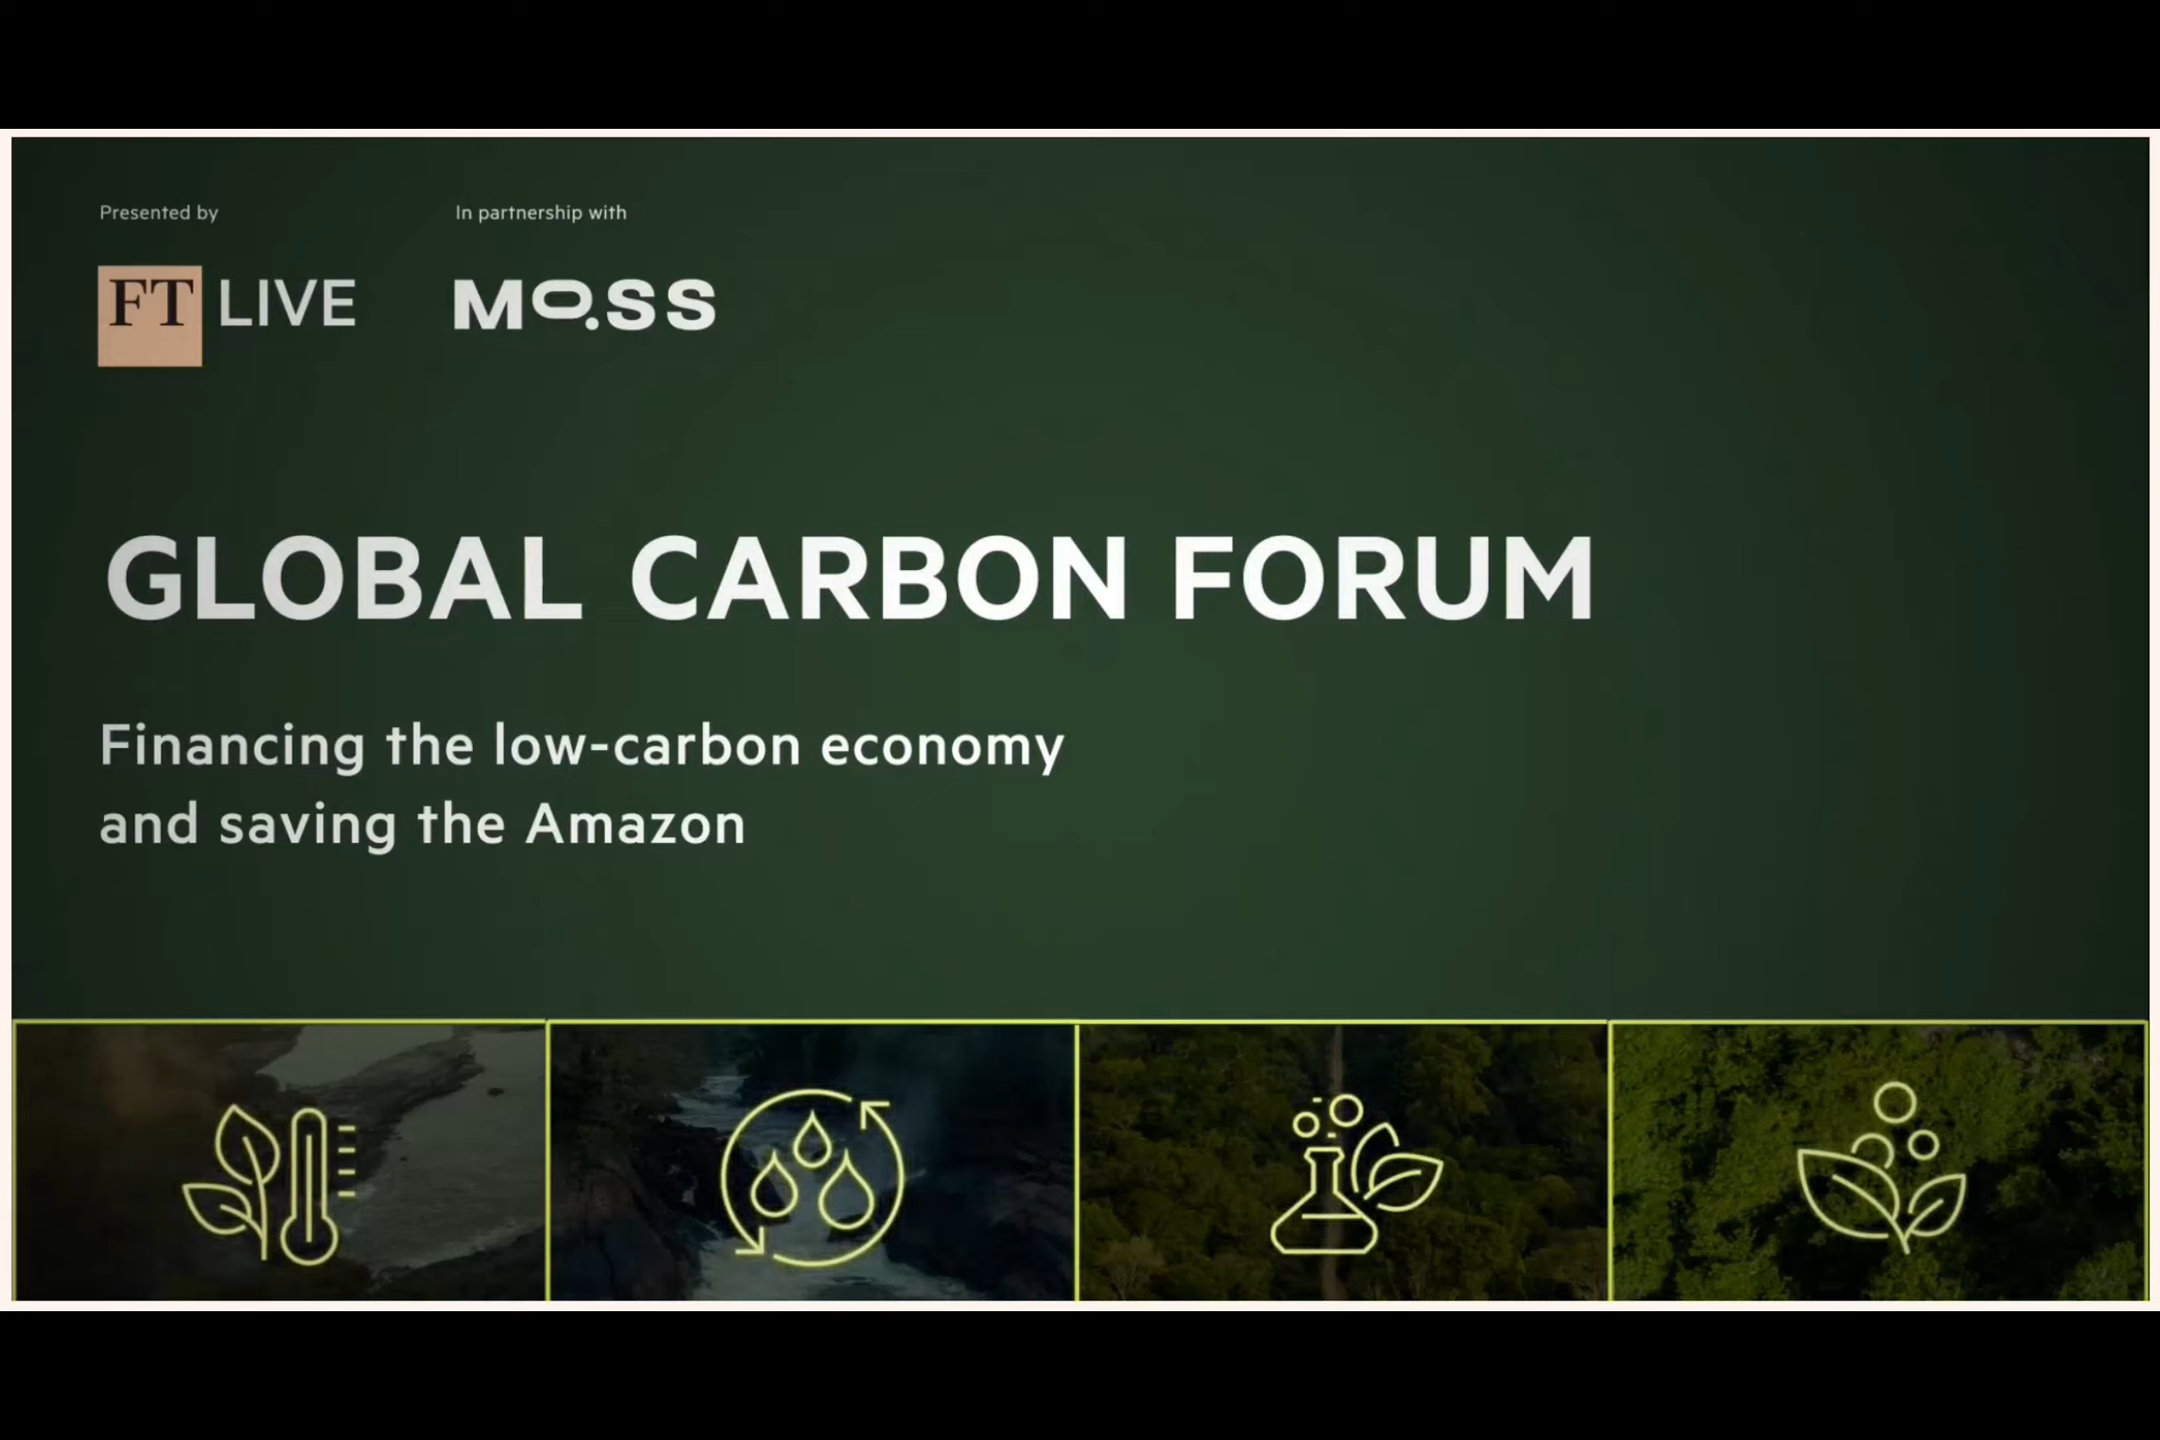 Presented by
In partnership with
FT LIVE
MOSS
GLOBAL CARBON FORUM
Financing the low-carbon economy
and saving the Amazon